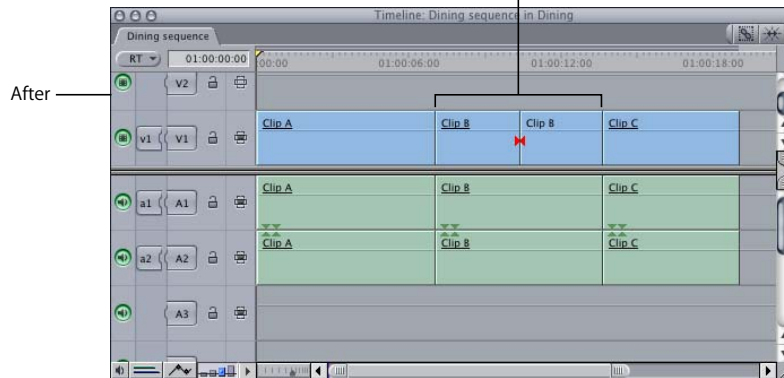 Timeline: Dining sequence in Dining
Dining sequence
RT 01:00:00:00 00:00 01:00:06:00 01:00:12:00 01:00:18:00
After
V2
v1 V1 Clip A Clip B Clip B Clip C
a1 A1 Clip A Clip B Clip C
a2 A2 Clip A Clip B Clip C
A3